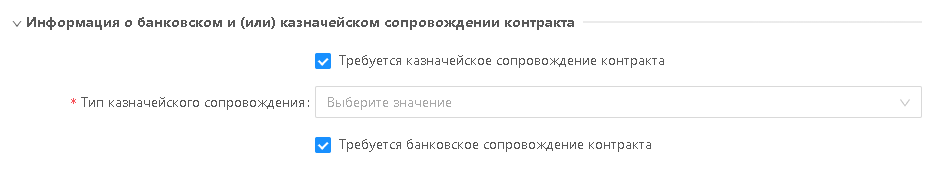 Информация о банковском и (или) казначейском сопровождении контракта
Требуется казначейское сопровождение контракта
* Тип казначейского сопровождения:
Выберите значение
Требуется банковское сопровождение контракта